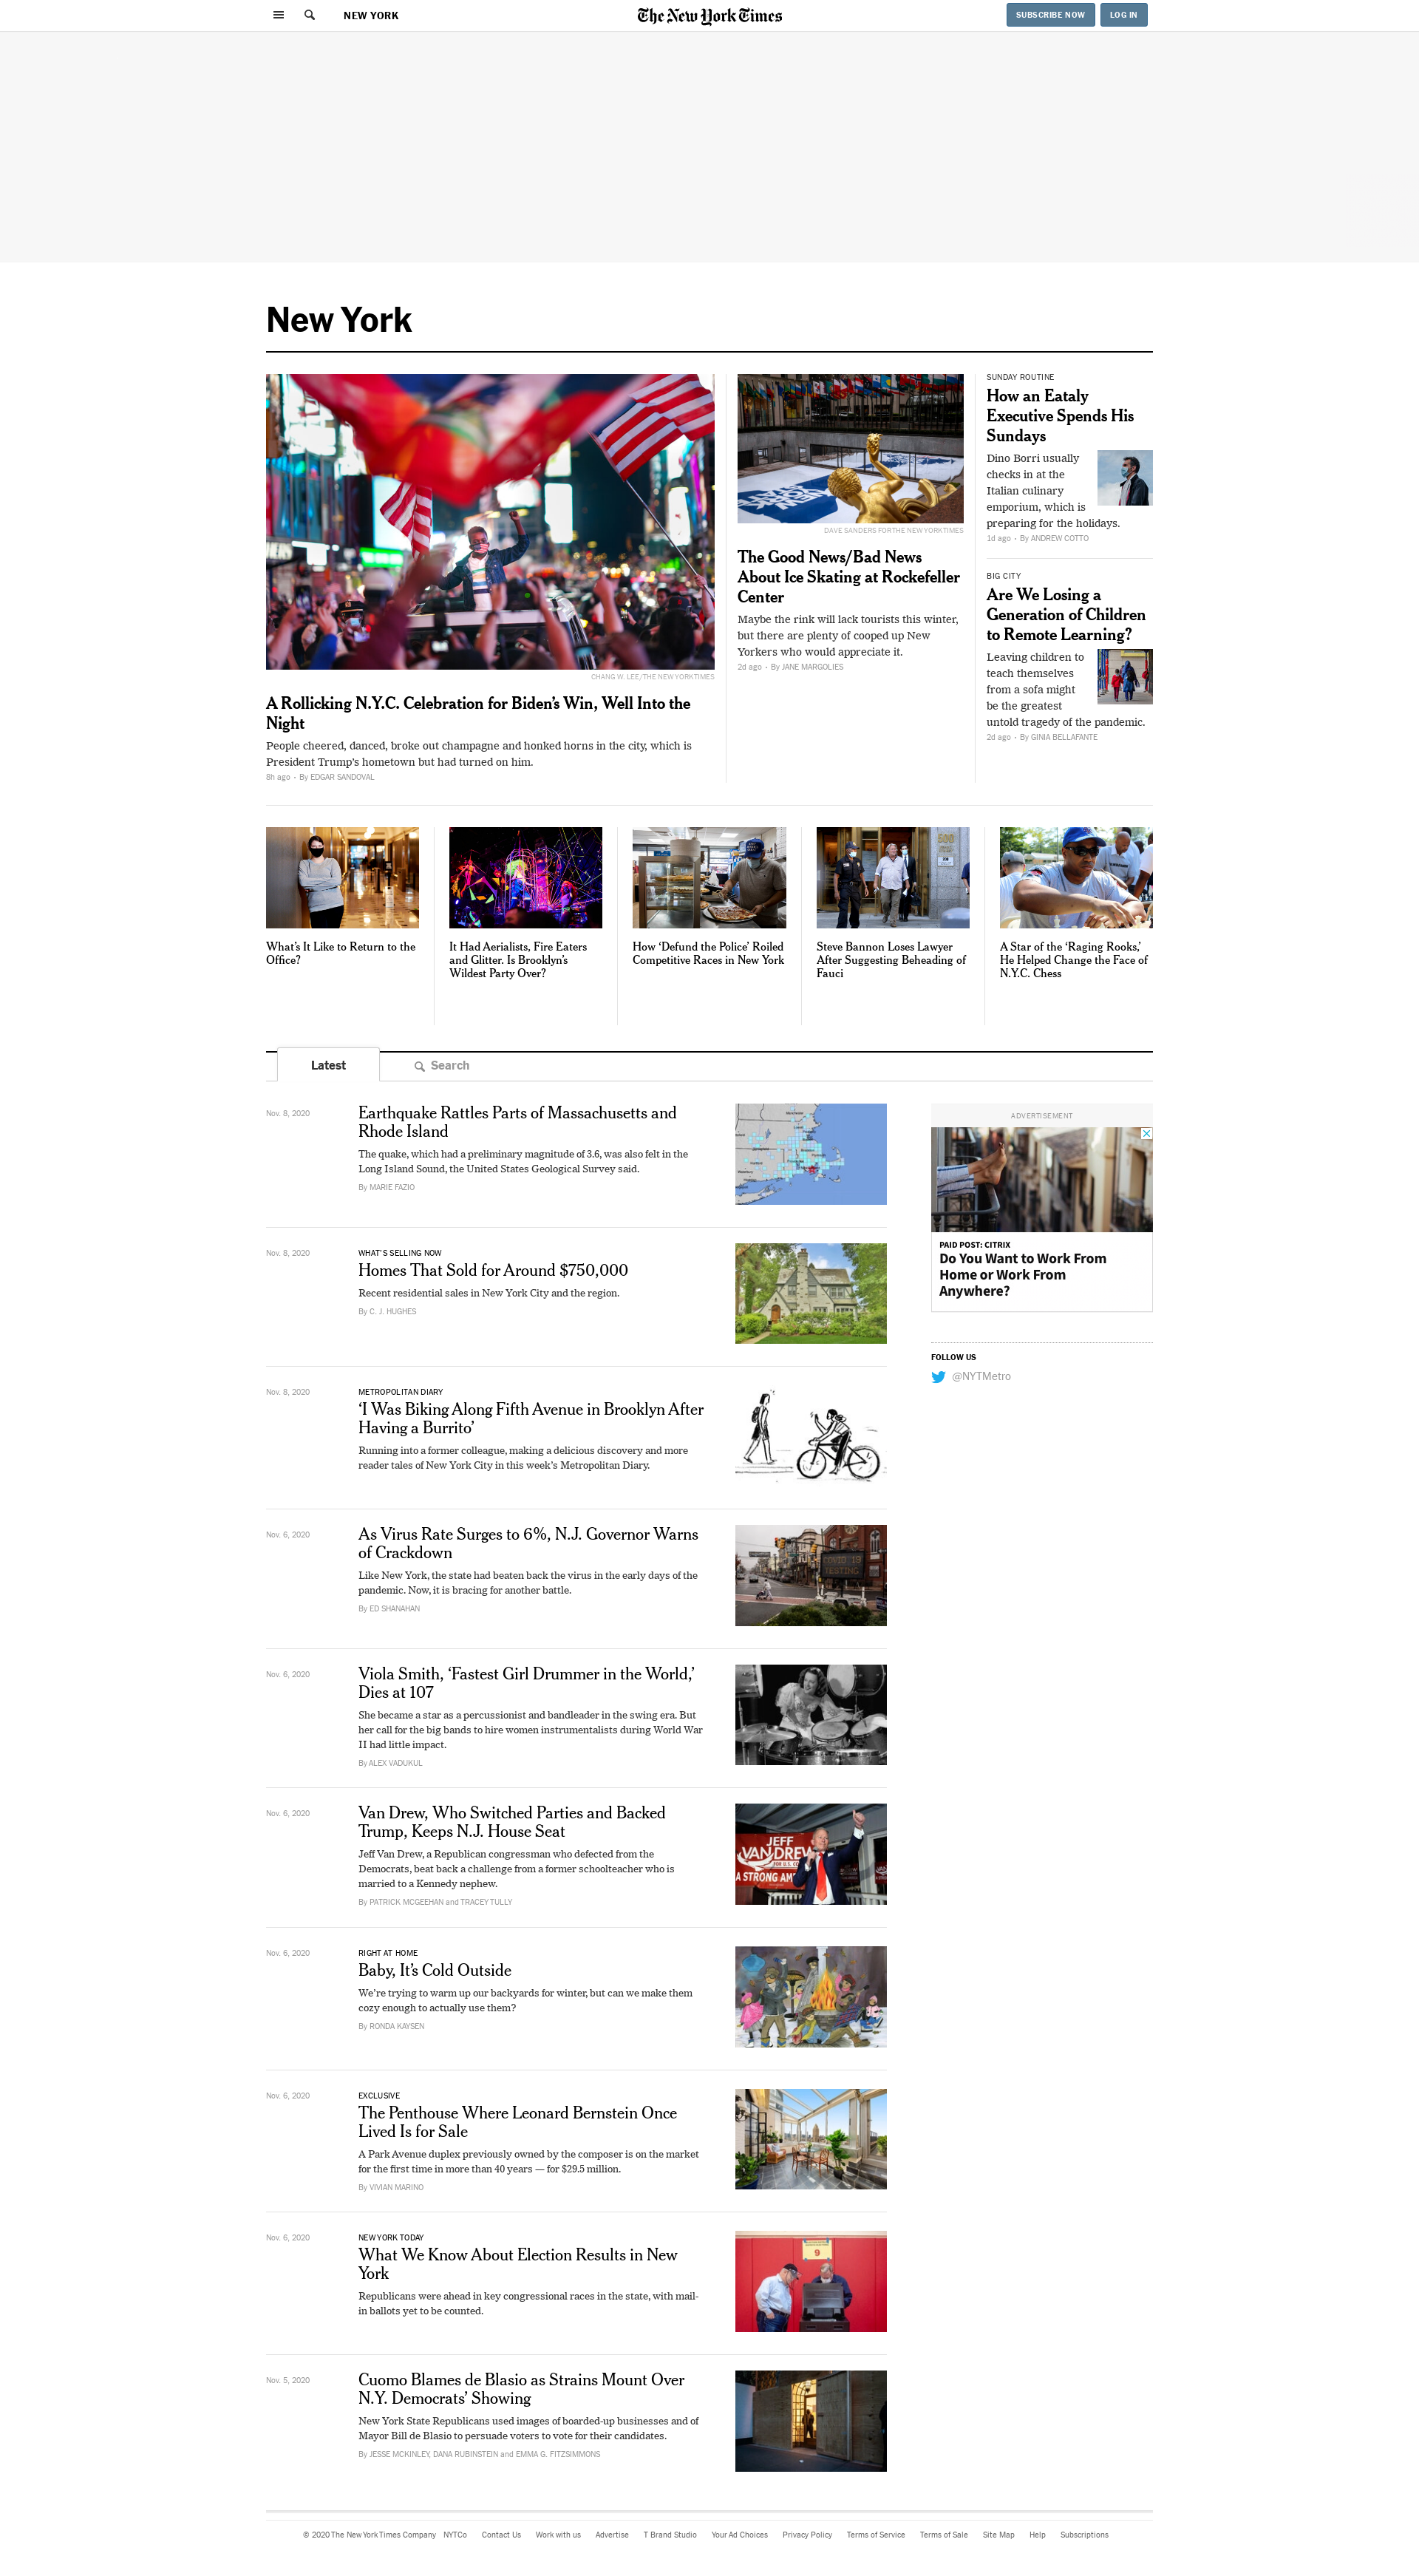 NEW YORK
The New York Times
SUBSCRIBE NOW
LOG IN
New York
CHANG W. LEE/THE NEW YORK TIMES
A Rollicking N.Y.C. Celebration for Biden’s Win, Well Into the
Night
People cheered, danced, broke out champagne and honked horns in the city, which is
President Trump’s hometown but had turned on him.
8h ago • By EDGAR SANDOVAL
DAVE SANDERS FOR THE NEW YORK TIMES
The Good News/Bad News
About Ice Skating at Rockefeller
Center
Maybe the rink will lack tourists this winter,
but there are plenty of cooped up New
Yorkers who would appreciate it.
2d ago • By JANE MARGOLIES
SUNDAY ROUTINE
How an Eataly
Executive Spends His
Sundays
Dino Borri usually
checks in at the
Italian culinary
emporium, which is
preparing for the holidays.
1d ago • By ANDREW COTTO
BIG CITY
Are We Losing a
Generation of Children
to Remote Learning?
Leaving children to
teach themselves
from a sofa might
be the greatest
untold tragedy of the pandemic.
2d ago • By GINIA BELLAFANTE
What’s It Like to Return to the
Office?
It Had Aerialists, Fire Eaters
and Glitter. Is Brooklyn’s
Wildest Party Over?
How ‘Defund the Police’ Roiled
Competitive Races in New York
500
Steve Bannon Loses Lawyer
After Suggesting Beheading of
Fauci
A Star of the ‘Raging Rooks,’
He Helped Change the Face of
N.Y.C. Chess
Latest
Search
Nov. 8, 2020
Earthquake Rattles Parts of Massachusetts and
Rhode Island
The quake, which had a preliminary magnitude of 3.6, was also felt in the
Long Island Sound, the United States Geological Survey said.
By MARIE FAZIO
Nov. 8, 2020
WHAT’S SELLING NOW
Homes That Sold for Around $750,000
Recent residential sales in New York City and the region.
By C. J. HUGHES
Nov. 8, 2020
METROPOLITAN DIARY
‘I Was Biking Along Fifth Avenue in Brooklyn After
Having a Burrito’
Running into a former colleague, making a delicious discovery and more
reader tales of New York City in this week’s Metropolitan Diary.
Nov. 6, 2020
As Virus Rate Surges to 6%, N.J. Governor Warns
of Crackdown
Like New York, the state had beaten back the virus in the early days of the
pandemic. Now, it is bracing for another battle.
By ED SHANAHAN
COVID 19
TESTING
Nov. 6, 2020
Viola Smith, ‘Fastest Girl Drummer in the World,’
Dies at 107
She became a star as a percussionist and bandleader in the swing era. But
her call for the big bands to hire women instrumentalists during World War
II had little impact.
By ALEX VADUKUL
Nov. 6, 2020
Van Drew, Who Switched Parties and Backed
Trump, Keeps N.J. House Seat
Jeff Van Drew, a Republican congressman who defected from the
Democrats, beat back a challenge from a former schoolteacher who is
married to a Kennedy nephew.
By PATRICK MCGEEHAN and TRACEY TULLY
JEFF
VAN DREW
FOR U.S. CO
A STRONG AM
Nov. 6, 2020
RIGHT AT HOME
Baby, It’s Cold Outside
We’re trying to warm up our backyards for winter, but can we make them
cozy enough to actually use them?
By RONDA KAYSEN
Nov. 6, 2020
EXCLUSIVE
The Penthouse Where Leonard Bernstein Once
Lived Is for Sale
A Park Avenue duplex previously owned by the composer is on the market
for the first time in more than 40 years — for $29.5 million.
By VIVIAN MARINO
Nov. 6, 2020
NEW YORK TODAY
What We Know About Election Results in New
York
Republicans were ahead in key congressional races in the state, with mail-
in ballots yet to be counted.
9
Nov. 5, 2020
Cuomo Blames de Blasio as Strains Mount Over
N.Y. Democrats’ Showing
New York State Republicans used images of boarded-up businesses and of
Mayor Bill de Blasio to persuade voters to vote for their candidates.
By JESSE MCKINLEY, DANA RUBINSTEIN and EMMA G. FITZSIMMONS
ADVERTISEMENT
PAID POST: CITRIX
Do You Want to Work From
Home or Work From
Anywhere?
FOLLOW US
@NYTMetro
© 2020 The New York Times Company
NYTCo
Contact Us
Work with us
Advertise
T Brand Studio
Your Ad Choices
Privacy Policy
Terms of Service
Terms of Sale
Site Map
Help
Subscriptions